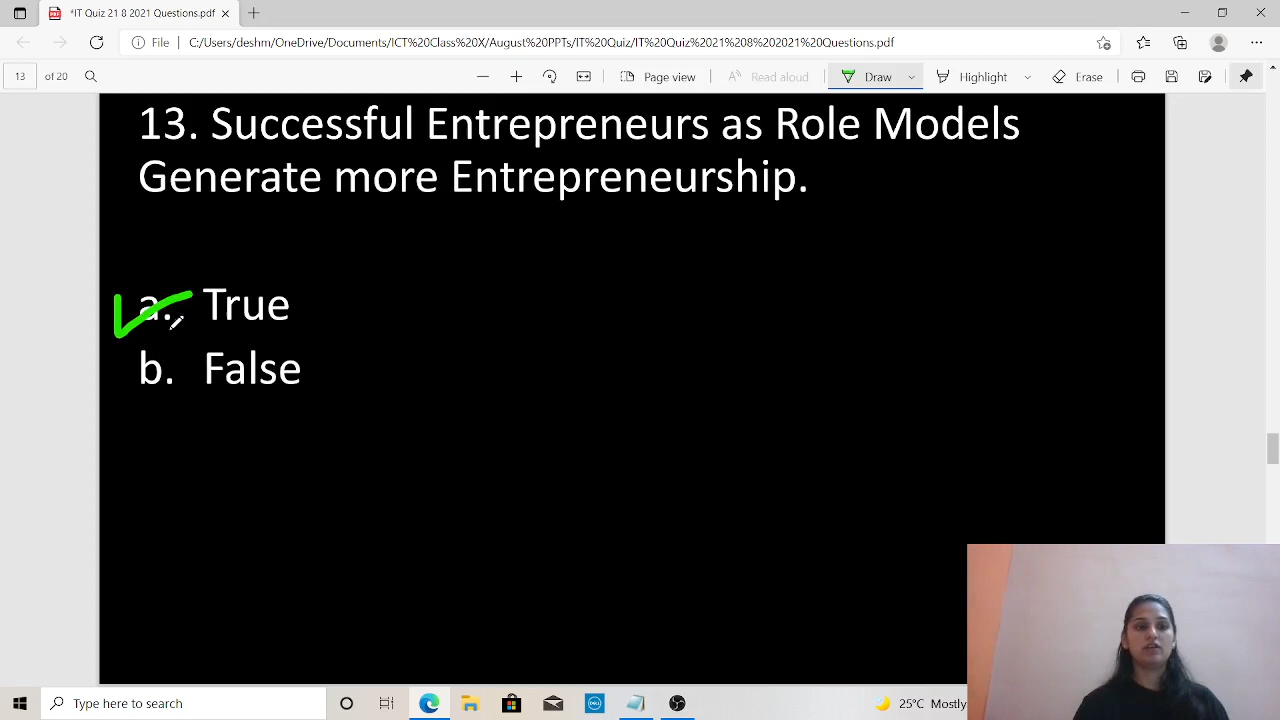 *IT Quiz 21 8 2021 Questions.pdf
File C:/Users/deshm/OneDrive/Documents/ICT%20Class%20X/August%20PPTs/IT%20Quiz/IT%20Quiz%2021%208%202021%20Questions.pdf
13 of 20 Page view Read aloud Draw Highlight Erase
13. Successful Entrepreneurs as Role Models
Generate more Entrepreneurship.
a. True
b. False
Type here to search DELL 25°C Mostly